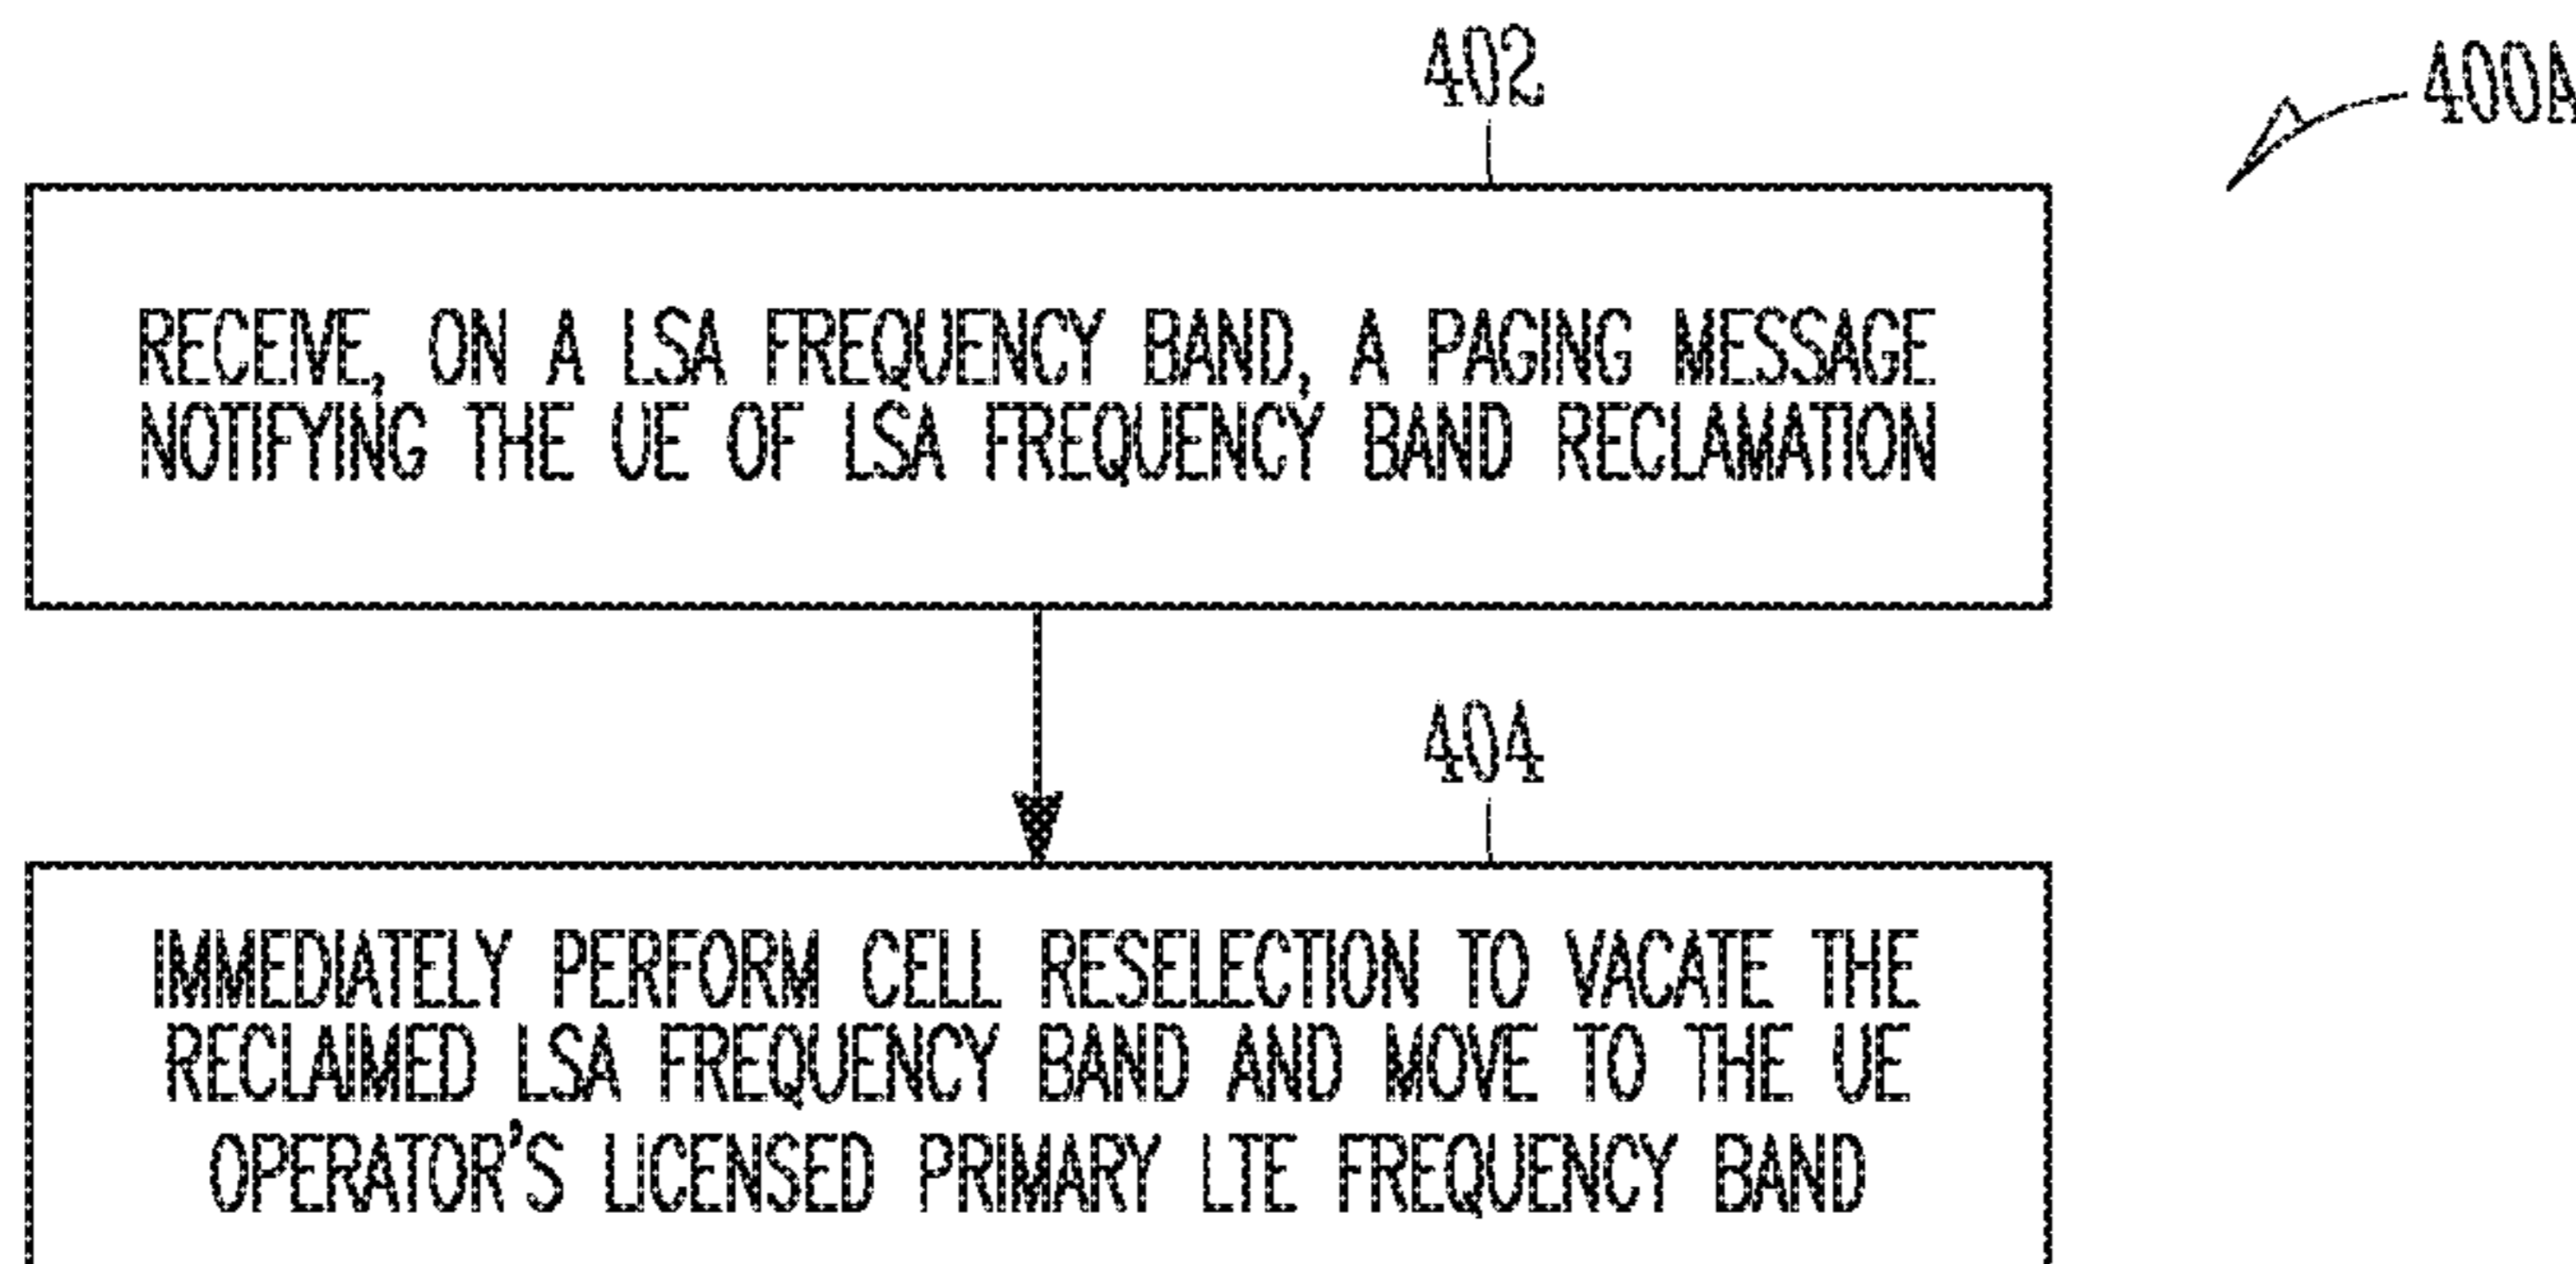 402
400A
RECEIVE, ON A LSA FREQUENCY BAND, A PAGING MESSAGE
NOTIFYING THE UE OF LSA FREQUENCY BAND RECLAMATION
404
IMMEDIATELY PERFORM CELL RESELECTION TO VACATE THE
RECLAIMED LSA FREQUENCY BAND AND MOVE TO THE UE
OPERATOR'S LICENSED PRIMARY LTE FREQUENCY BAND